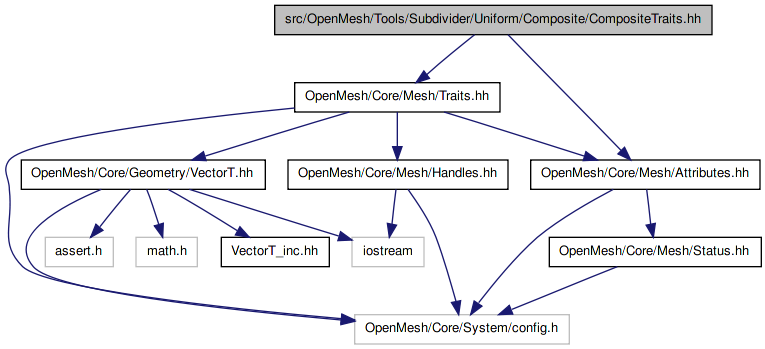 src/OpenMesh/Tools/Subdivider/Uniform/Composite/CompositeTraits.hh
OpenMesh/Core/Mesh/Traits.hh
OpenMesh/Core/Geometry/VectorT.hh
OpenMesh/Core/Mesh/Handles.hh
OpenMesh/Core/Mesh/Attributes.hh
assert.h
math.h
VectorT_inc.hh
iostream
OpenMesh/Core/Mesh/Status.hh
OpenMesh/Core/System/config.h